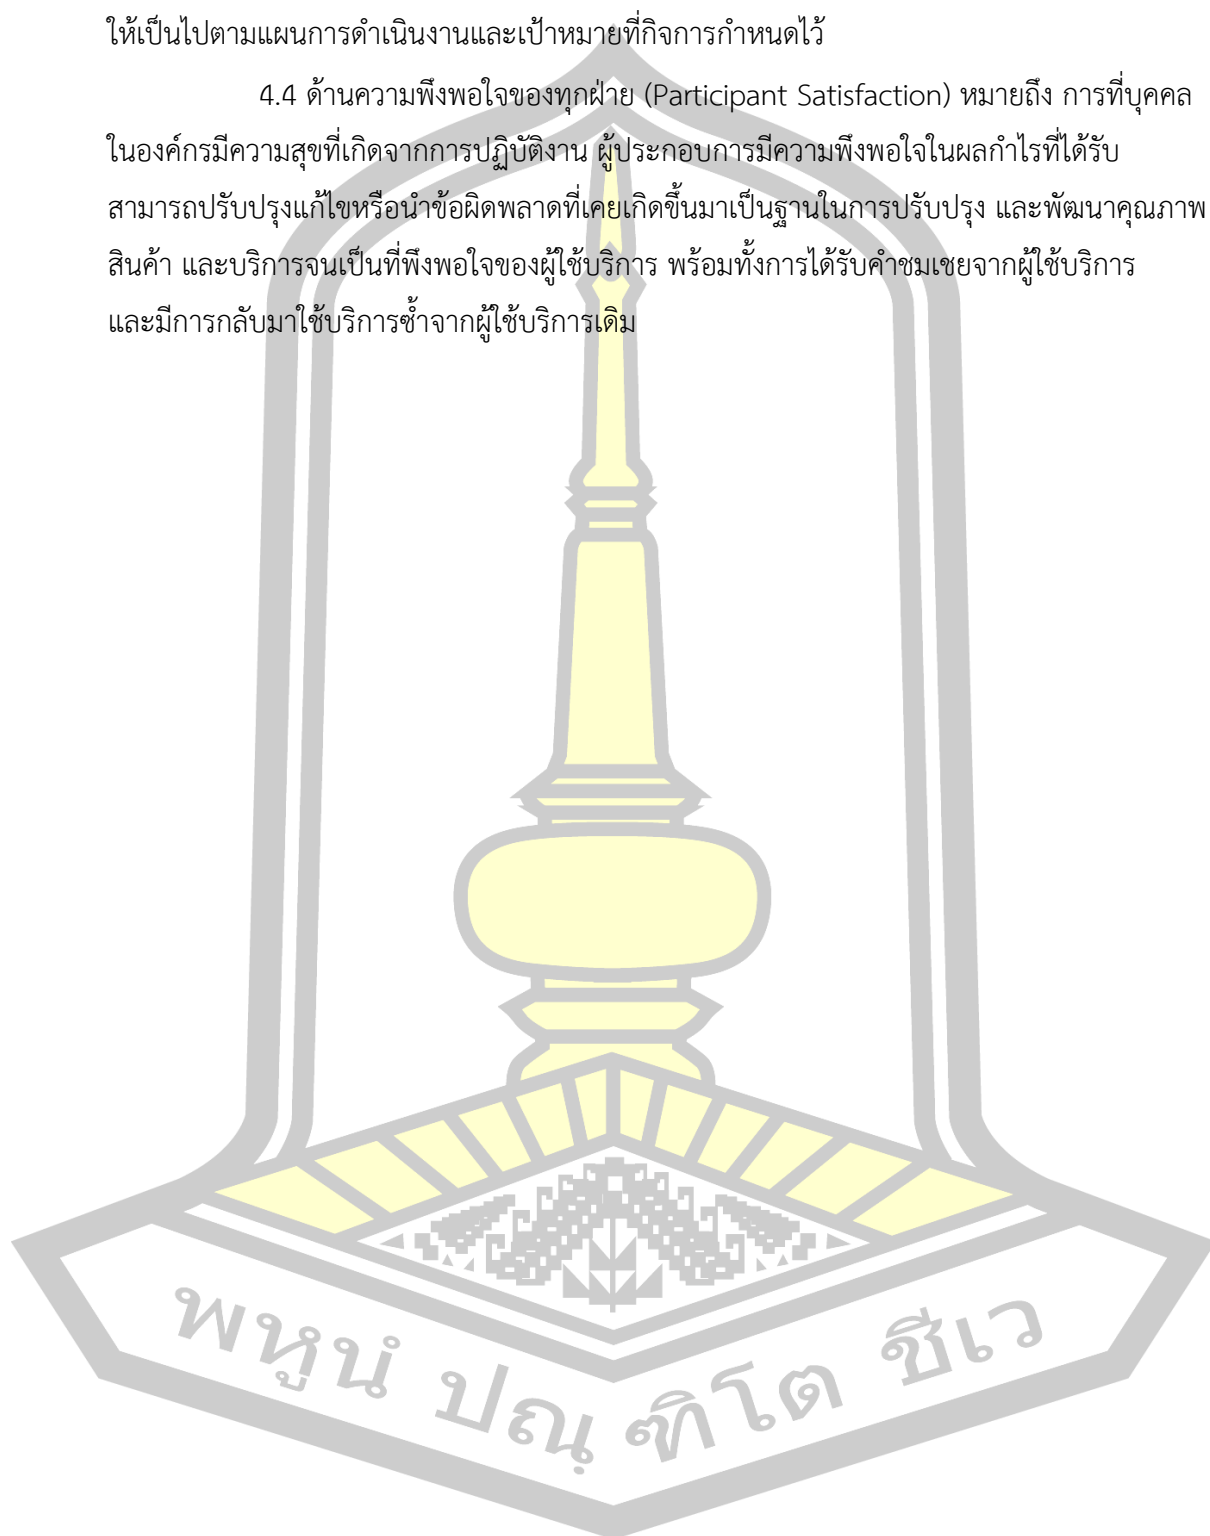 ให้เป็นไปตามแผนการดำเนินงานและเป้าหมายที่กิจการกำหนดไว้
4.4 ด้านความพึงพอใจของทุกฝ่าย (Participant Satisfaction) หมายถึง การที่บุคคล
ในองค์กรมีความสุขที่เกิดจากการปฏิบัติงาน ผู้ประกอบการมีความพึงพอใจในผลกำไรที่ได้รับ
สามารถปรับปรุงแก้ไขหรือนำข้อผิดพลาดที่เคยเกิดขึ้นมาเป็นฐานในการปรับปรุง และพัฒนาคุณภาพ
สินค้า และบริการจนเป็นที่พึงพอใจของผู้ใช้บริการ พร้อมทั้งการได้รับคำชมเชยจากผู้ใช้บริการ
และมีการกลับมาใช้บริการซ้ำจากผู้ใช้บริการเดิม
พหูนํ ปณฺฑิโต ชีเว